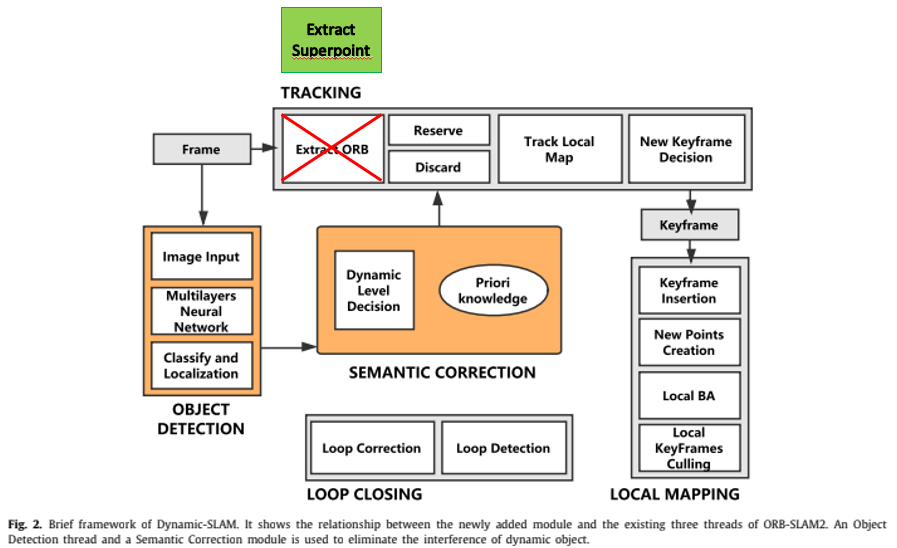 Extract
Superpoint
TRACKING
Frame
Extract ORB
Reserve
Discard
Track Local
Map
New Keyframe
Decision
Keyframe
Image Input
Multilayers
Neural
Network
Classify and
Localization
OBJECT
DETECTION
Dynamic
Level
Decision
Priori
knowledge
SEMANTIC CORRECTION
Keyframe
Insertion
New Points
Creation
Local BA
Local
KeyFrames
Culling
LOCAL MAPPING
Loop Correction
Loop Detection
LOOP CLOSING
Fig. 2. Brief framework of Dynamic-SLAM. It shows the relationship between the newly added module and the existing three threads of ORB-SLAM2. An Object
Detection thread and a Semantic Correction module is used to eliminate the interference of dynamic object.